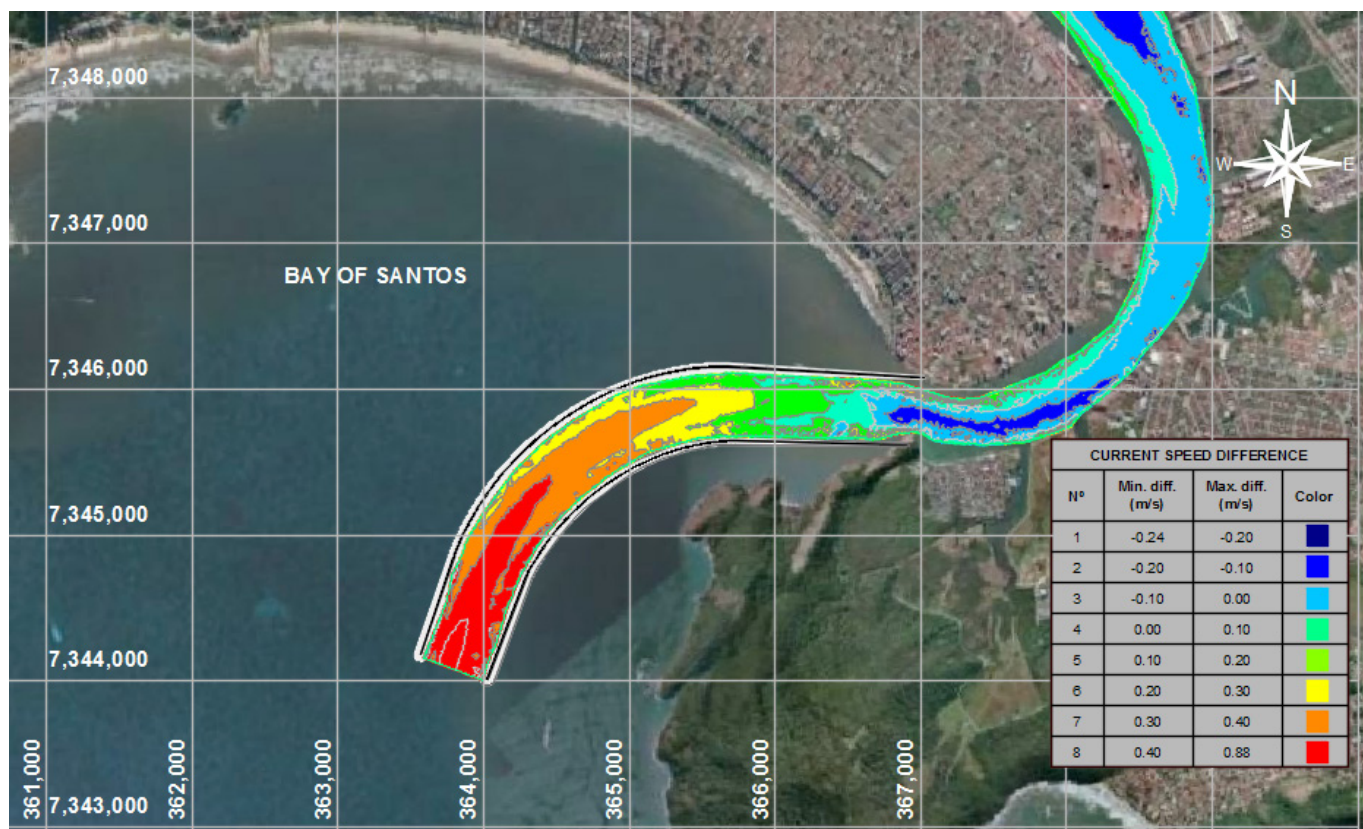 7,348,000
N
W E
S
7,347,000
BAY OF SANTOS
7,346,000
7,345,000
7,344,000
7,343,000
361,000
362,000
363,000
364,000
365,000
366,000
367,000
CURRENT SPEED DIFFERENCE
Nº Min. diff. (m/s) Max. diff. (m/s) Color
1 -0.24 -0.20
2 -0.20 -0.10
3 -0.10 0.00
4 0.00 0.10
5 0.10 0.20
6 0.20 0.30
7 0.30 0.40
8 0.40 0.88